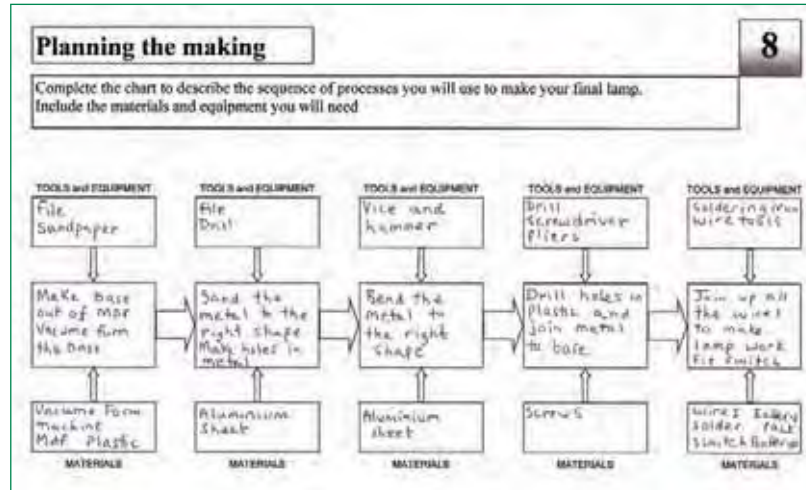 Planning the making
8
Complete the chart to describe the sequence of processes you will use to make your final lamp.
Include the materials and equipment you will need
TOOLS and EQUIPMENT
File
Sandpaper
Make base
out of MDF
Vacume form
the base
Vacume Form
machine
MDF Plastic
MATERIALS
TOOLS and EQUIPMENT
File
Drill
Sand the
metal to the
right shape
Make holes in
metal
Aluminium
Sheet
MATERIALS
TOOLS and EQUIPMENT
Vice and
hammer
Bend the
metal to
the right
shape
Aluminium
sheet
MATERIALS
TOOLS and EQUIPMENT
Drill
Screwdriver
Pliers
Drill holes in
plastic and
join metal
to base
Screws
MATERIALS
TOOLS and EQUIPMENT
Soldering iron
wire tools
Join up all
the wires
to make
lamp work
Fit switch
Wires Battery
Solder
Switch
MATERIALS